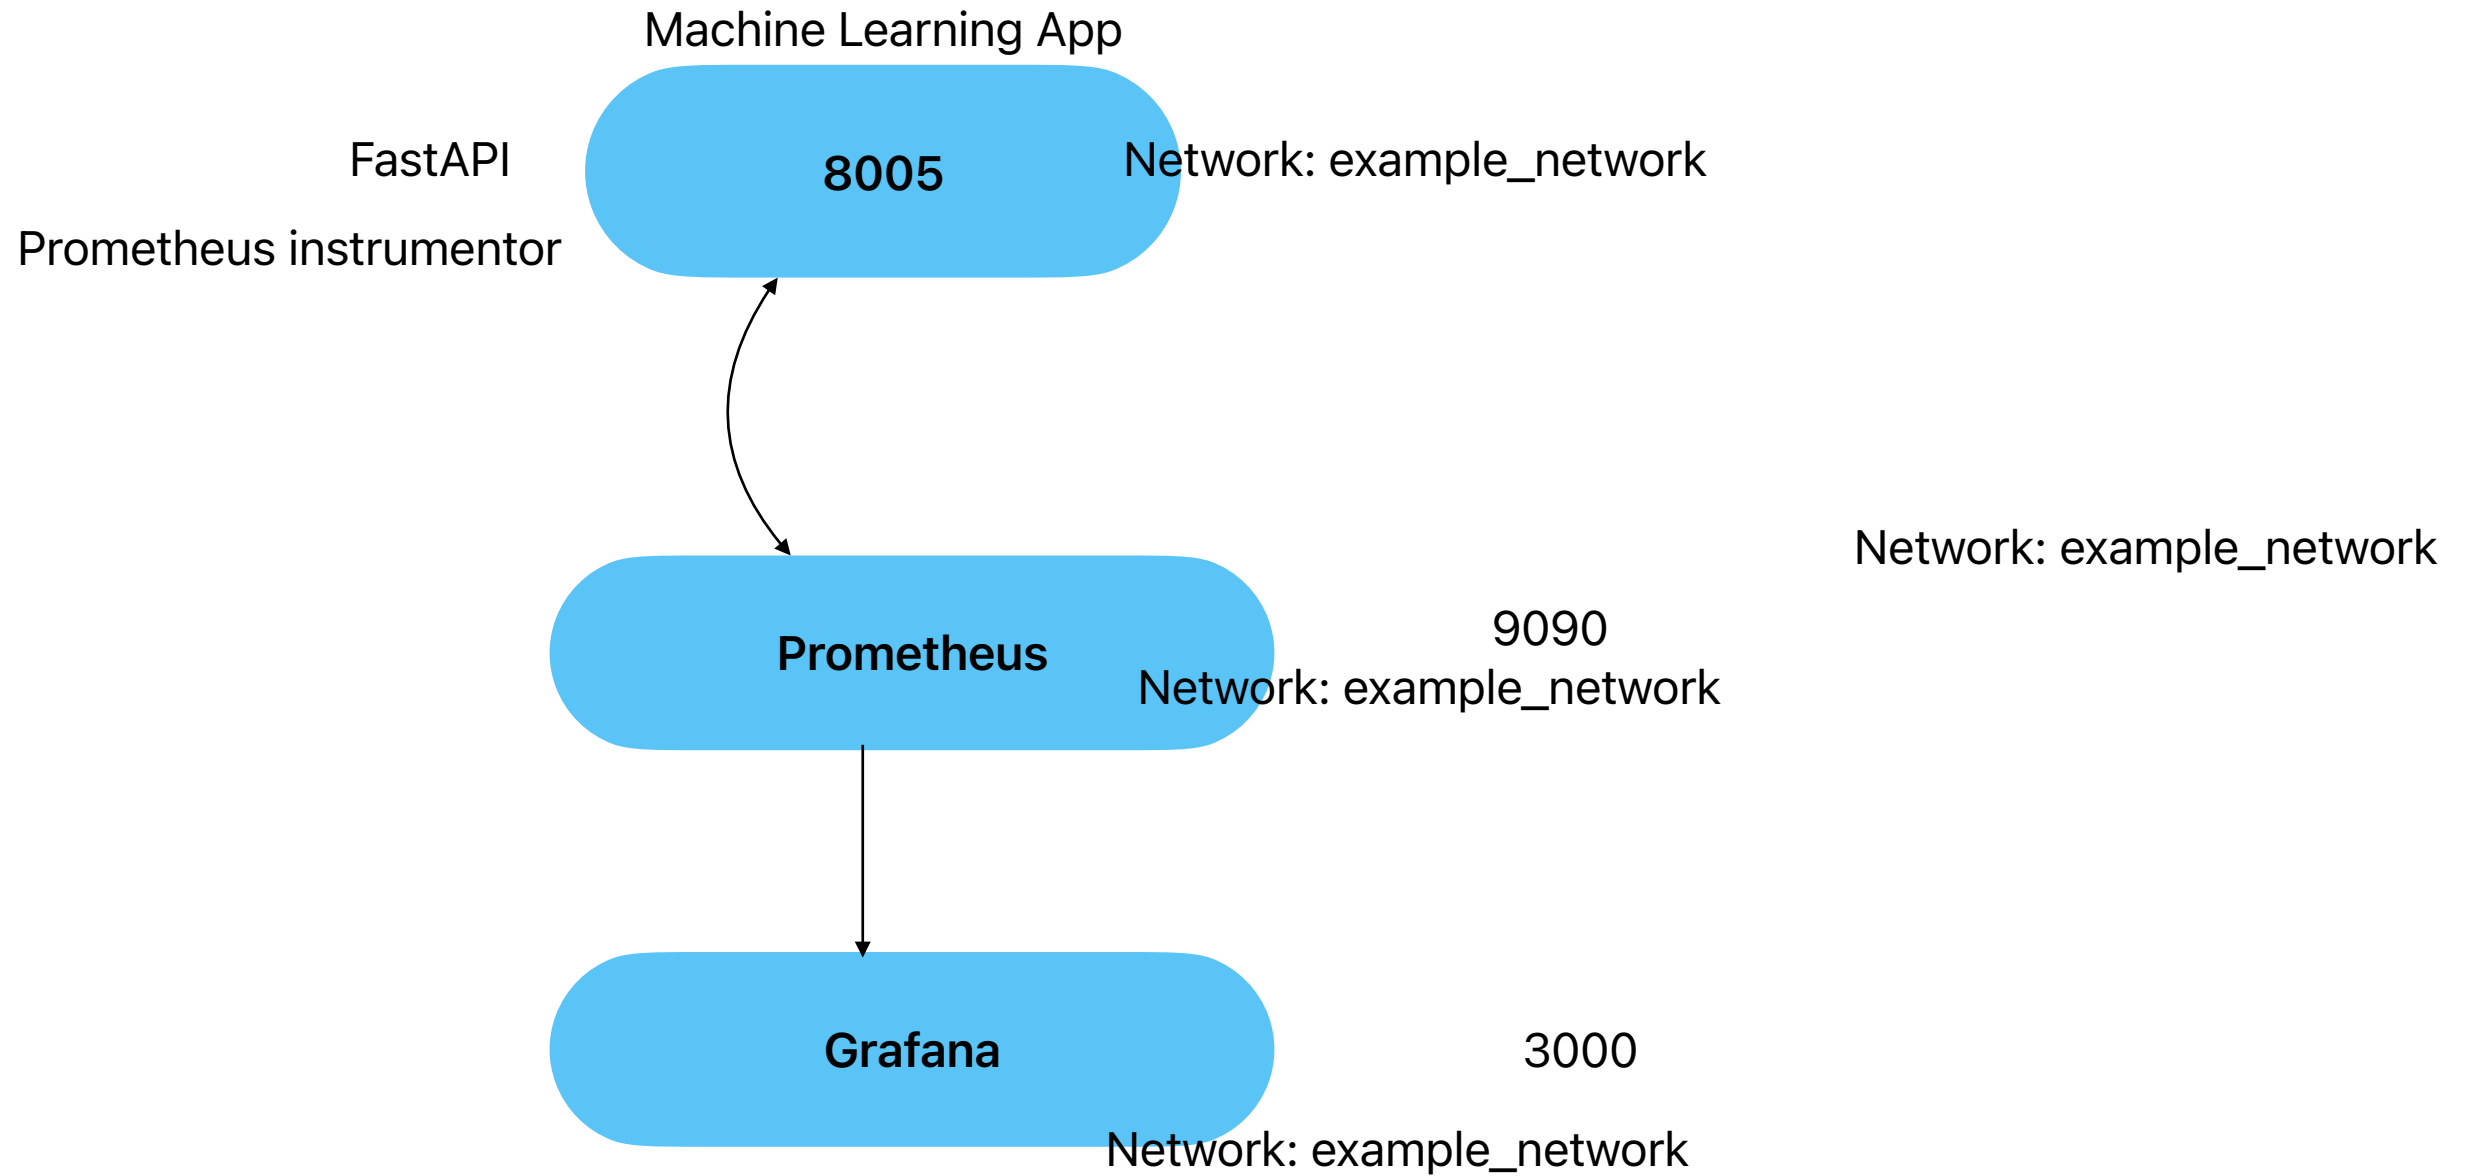 Machine Learning App
FastAPI
8005
Network: example_network
Prometheus instrumentor
Network: example_network
9090
Prometheus
Network: example_network
Grafana
3000
Network: example_network